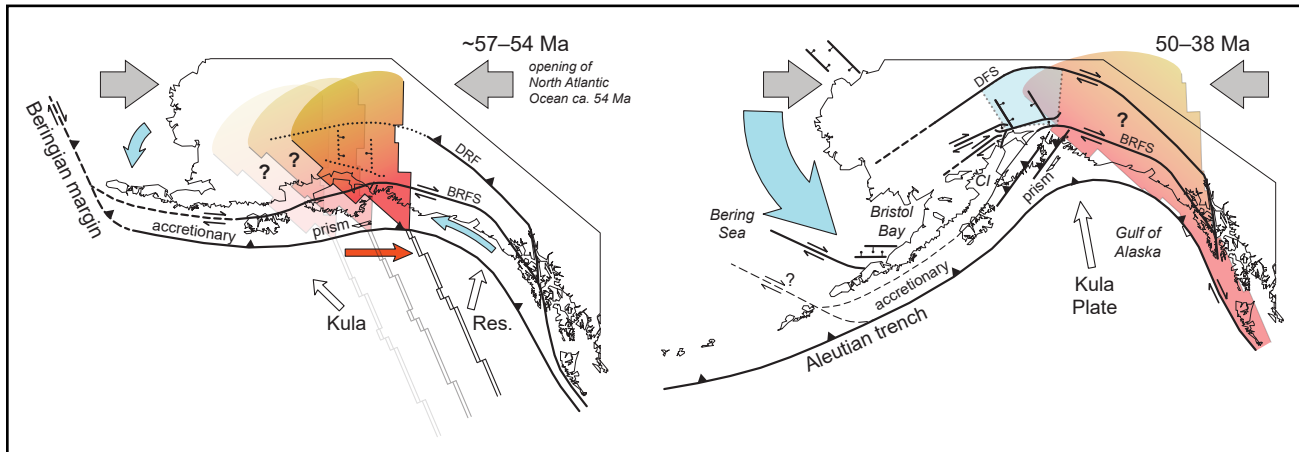 ~57–54 Ma
opening of
North Atlantic
Ocean ca. 54 Ma
Beringian margin
?
?
DRF
BRFS
accretionary
prism
Kula
Res.
50–38 Ma
DFS
?
BRFS
CI
prism
Bering
Sea
Bristol
Bay
Gulf of
Alaska
?
accretionary
Kula
Plate
Aleutian trench